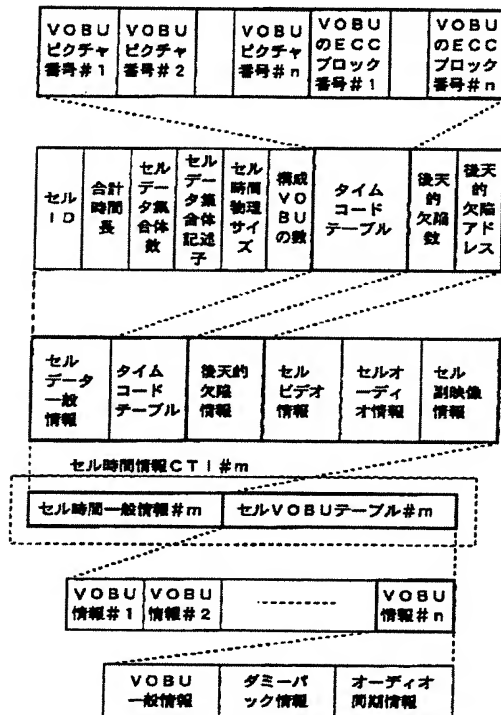 VOBU
ピクチャ
番号#1
VOBU
ピクチャ
番号#2
VOBU
ピクチャ
番号#n
VOBU
のECC
ブロック
番号#1
VOBU
のECC
ブロック
番号#n
セル
ID
合計
時間
長
セル
データ集
合体
数
セル
データ集
合体
記述
子
セル
時間
物理
サイ
ズ
構成
VO
BU
の数
タイム
コード
テーブル
後天
的
欠陥
数
後天
的
欠陥
アド
レス
セル
データ
一般
情報
タイム
コード
テーブル
後天的
欠陥
情報
セル
ビデオ
情報
セルオ
ーディ
オ情報
セル
副映像
情報
セル時間情報CTI#m
セル時間一般情報#m
セルVOBUテーブル#m
VOBU
情報#1
VOBU
情報#2
VOBU
情報#n
VOBU
一般情報
ダミーパ
ック情報
オーディオ
同期情報